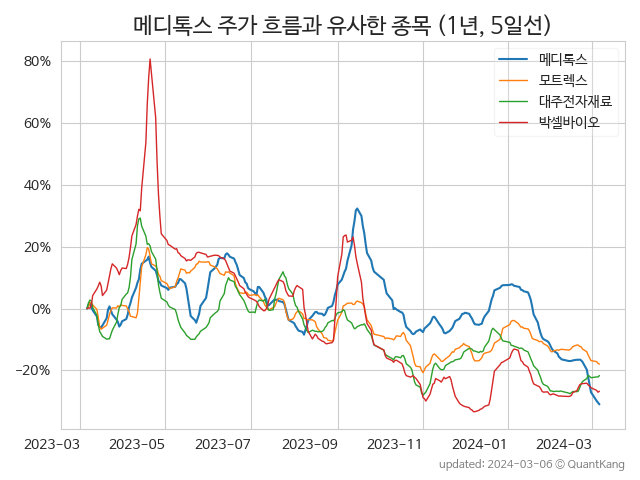 메디톡스 주가 흐름과 유사한 종목 (1년, 5일선)
메디톡스
모트렉스
대주전자재료
박셀바이오
80%
60%
40%
20%
0%
−20%
2023−03 2023−05 2023−07 2023−09 2023−11 2024−01 2024−03
updated: 2024-03-06 ⓒ QuantKang